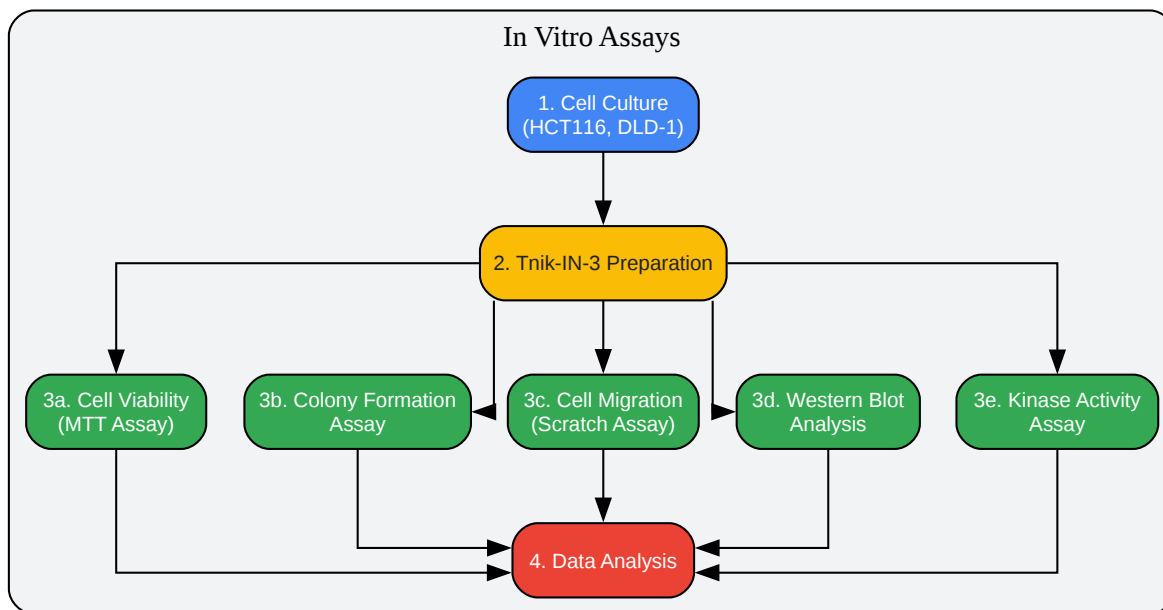 In Vitro Assays
1. Cell Culture
(HCT116, DLD-1)
2. Tnik-IN-3 Preparation
3a. Cell Viability
(MTT Assay)
3b. Colony Formation
Assay
3c. Cell Migration
(Scratch Assay)
3d. Western Blot
Analysis
3e. Kinase Activity
Assay
4. Data Analysis